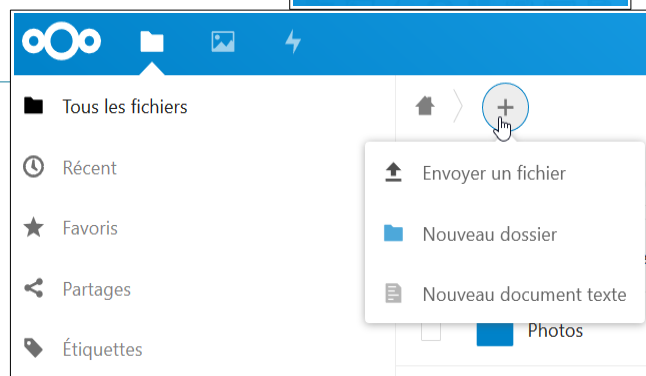 Tous les fichiers
Récent
Favoris
Partages
Étiquettes
Envoyer un fichier
Nouveau dossier
Nouveau document texte
Photos